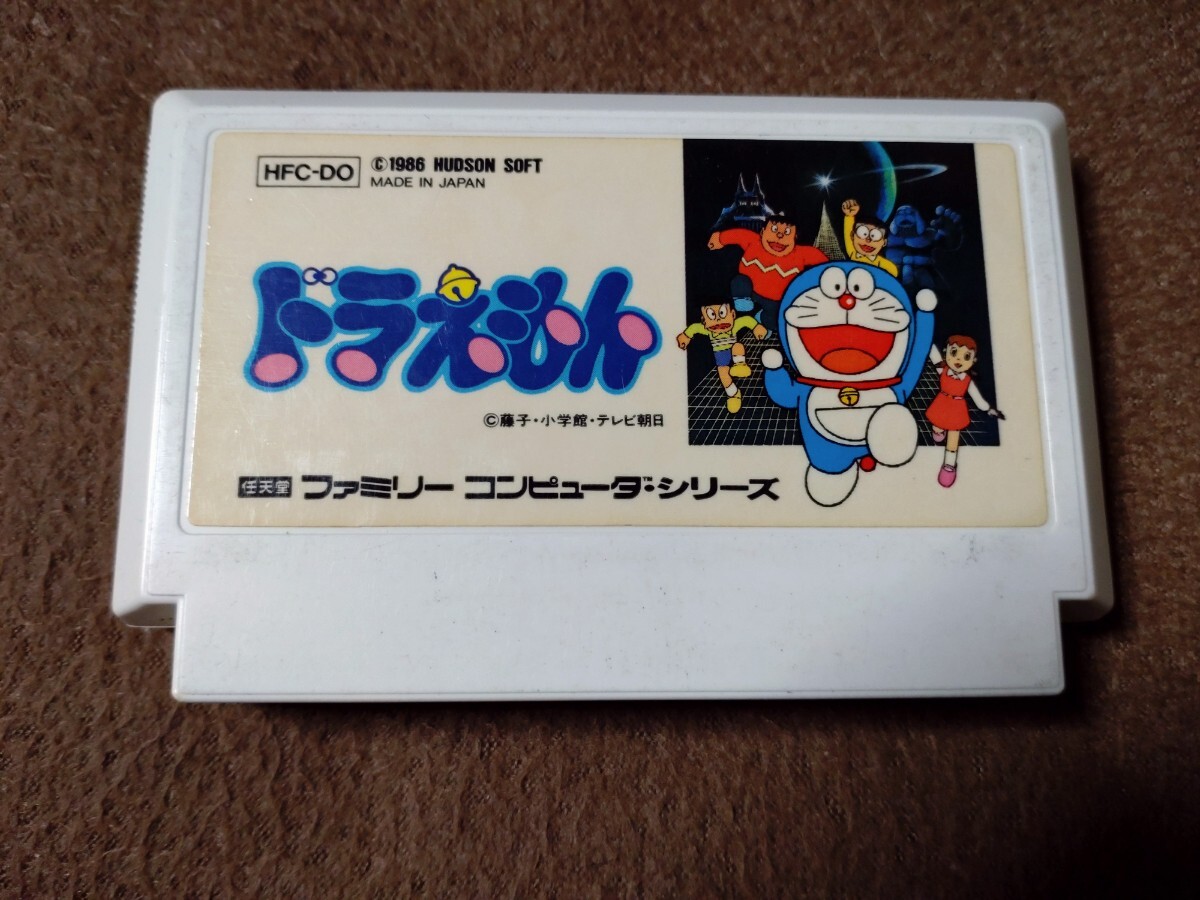 HFC-DO ©1986 HUDSON SOFT
MADE IN JAPAN
ドラえもん
©藤子・小学館・テレビ朝日
任天堂 ファミリー コンピュータ™・シリーズ